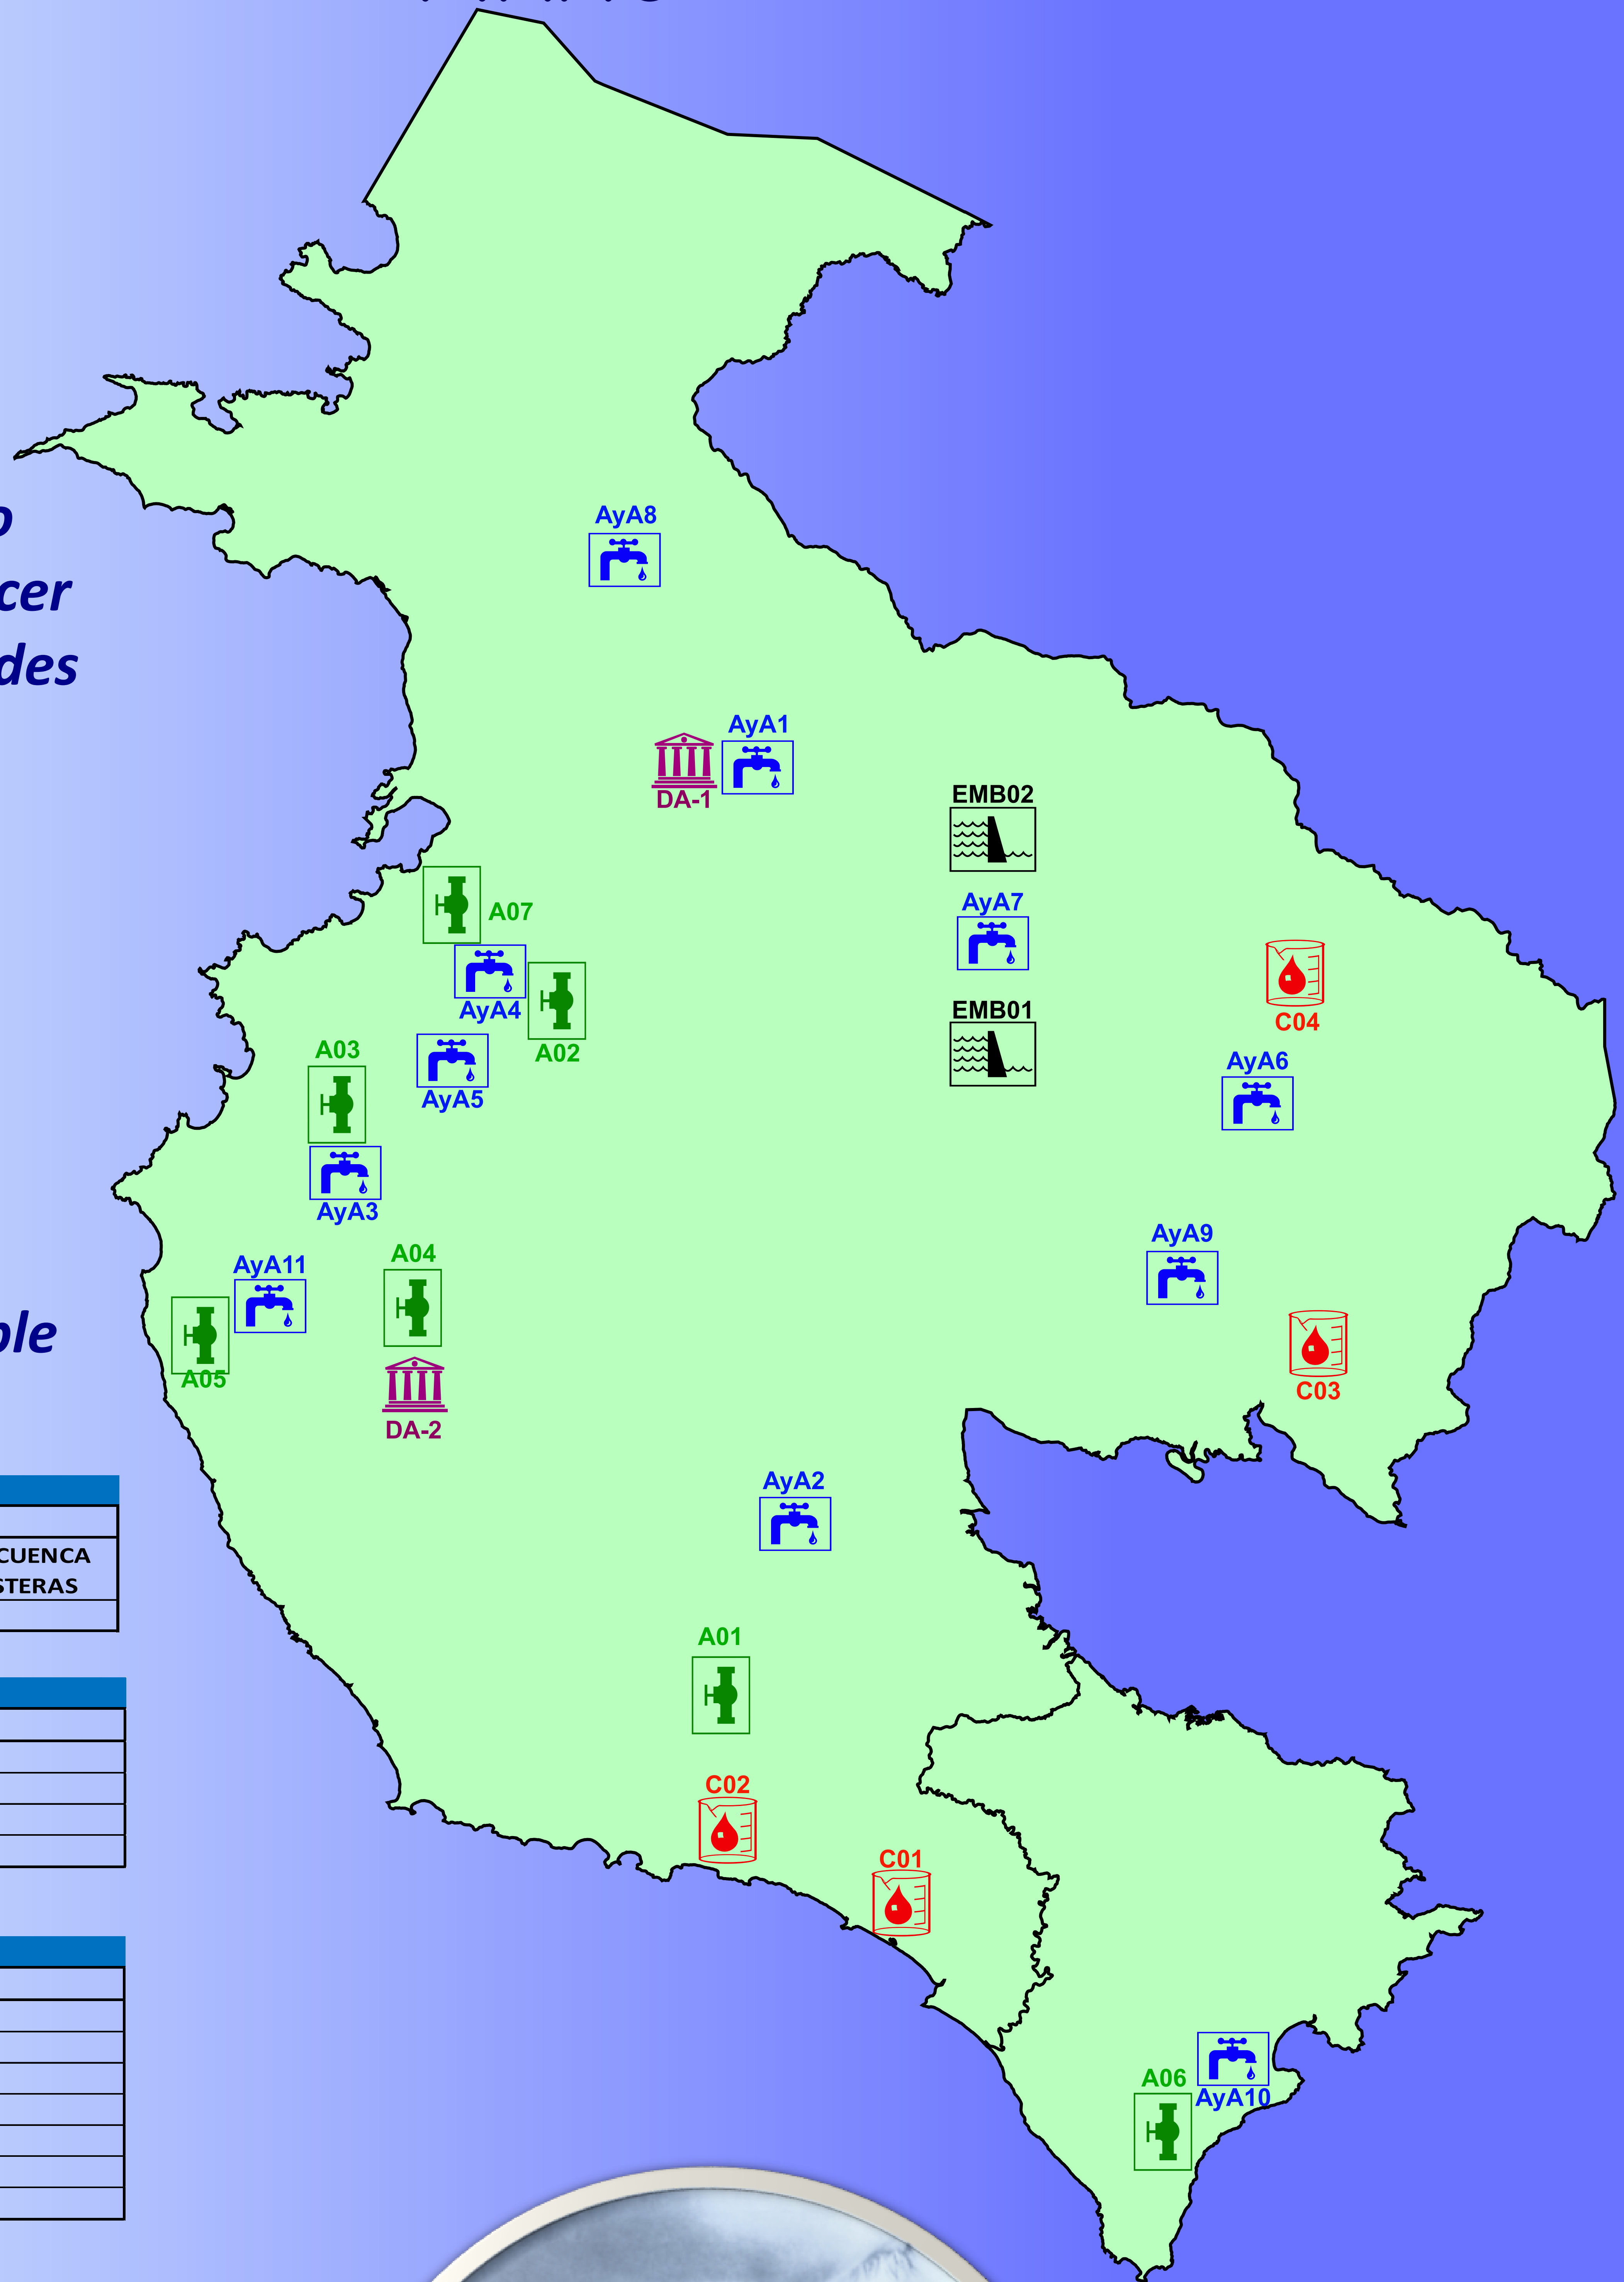 AyA8
cer
des
AyA1
DA-1
EMB02
AyA7
A07
AyA4
EMB01
C04
A03
A02
AyA6
AyA5
AyA3
AyA9
A04
AyA11
ple
A05
C03
DA-2
AyA2
CUENCA
STERAS
A01
C02
C01
A06
AyA10